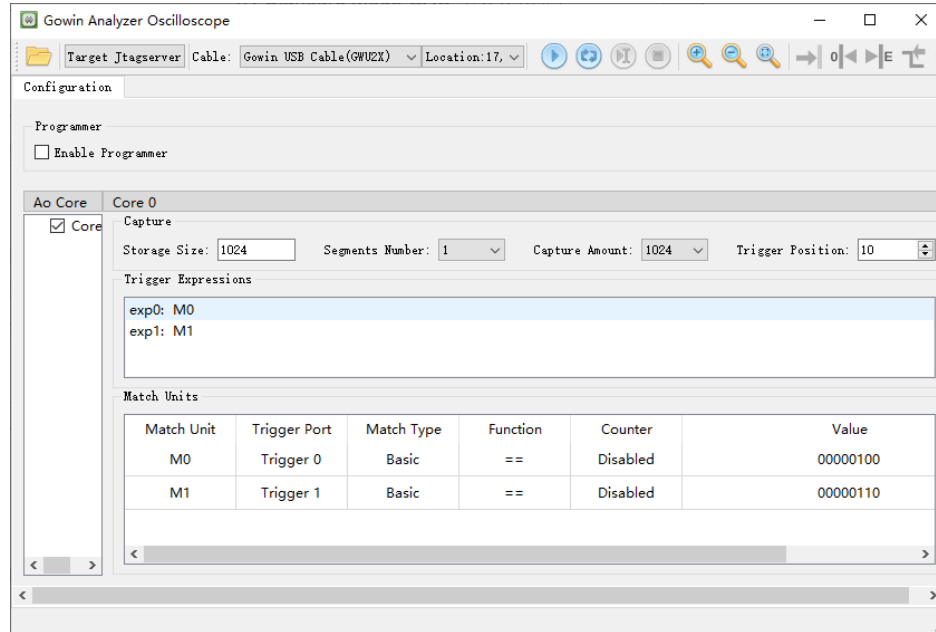 Gowin Analyzer Oscilloscope
Target Jtagserver Cable: Gowin USB Cable(GWU2X) Location:17, 0 E
Configuration
Programmer
Enable Programmer
Ao Core Core 0
Core
Capture
Storage Size: 1024 Segments Number: 1 Capture Amount: 1024 Trigger Position: 10
Trigger Expressions
exp0: M0
exp1: M1
Match Units
Match Unit Trigger Port Match Type Function Counter Value
M0 Trigger 0 Basic == Disabled 00000100
M1 Trigger 1 Basic == Disabled 00000110